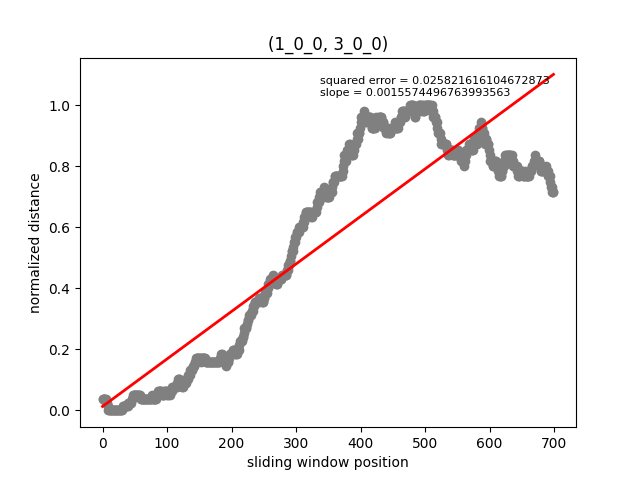 (1_0_0, 3_0_0)
squared error = 0.025821616104672873
slope = 0.0015574496763993563
normalized distance
1.0
0.8
0.6
0.4
0.2
0.0
0 100 200 300 400 500 600 700
sliding window position